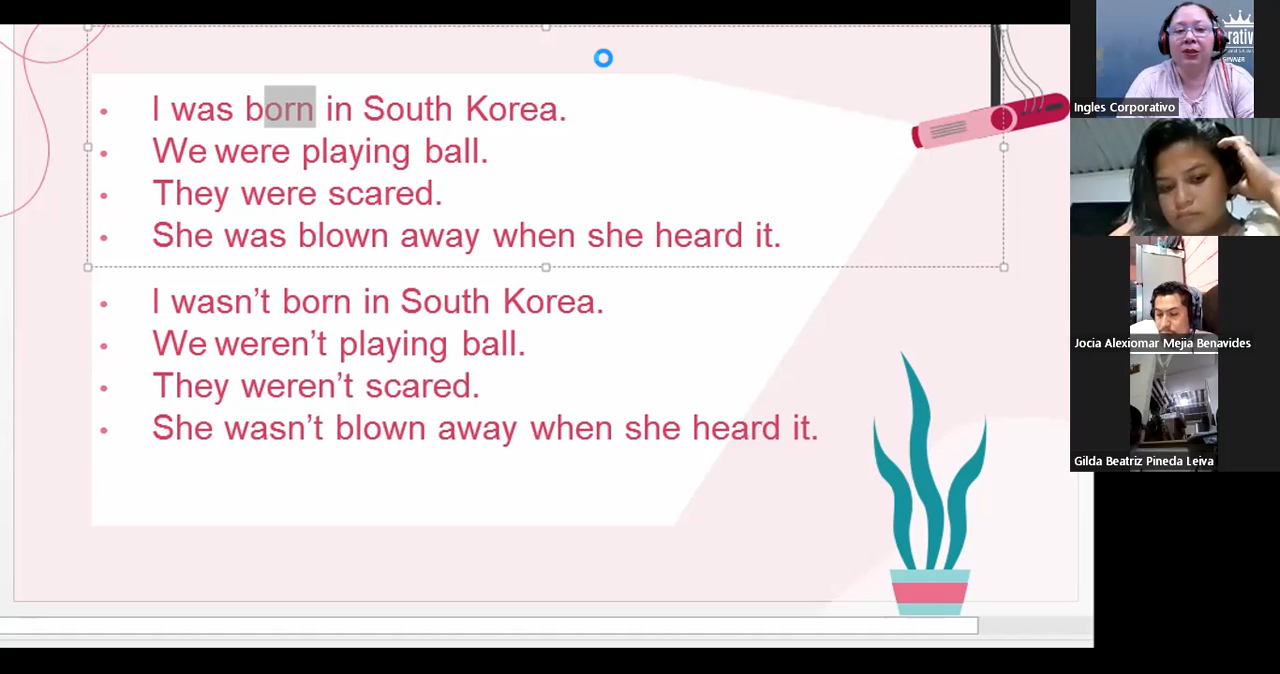 I was born in South Korea.
We were playing ball.
They were scared.
She was blown away when she heard it.
I wasn't born in South Korea.
We weren't playing ball.
They weren't scared.
She wasn't blown away when she heard it.
Ingles Corporativo
Jocia Alexiomar Mejia Benavides
Gilda Beatriz Pineda Leiva